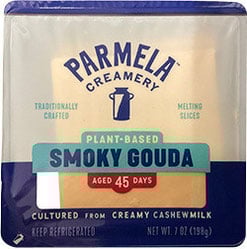 PARMELA™
CREAMERY
TRADITIONALLY
CRAFTED
MELTING
SLICES
PLANT-BASED
SMOKY GOUDA
AGED 45 DAYS
CULTURED FROM CREAMY CASHEWMILK
KEEP REFRIGERATED
NET WT. 7 OZ (198g)